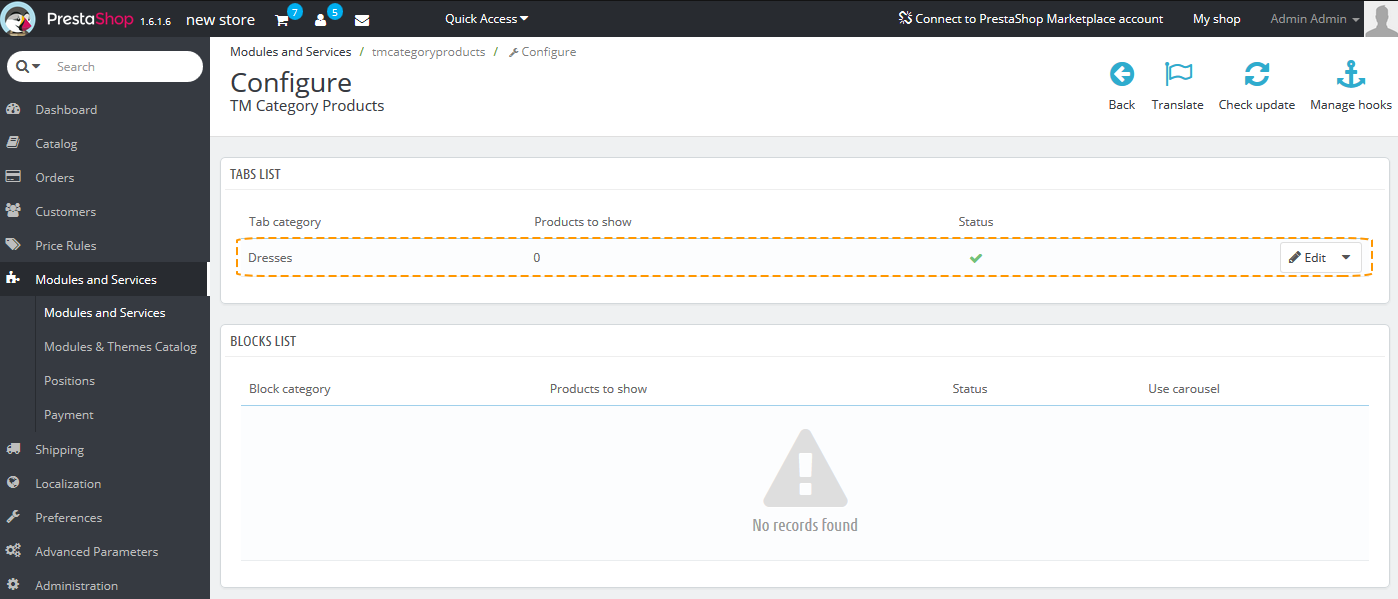 PrestaShop 1.6.1.6 new store 7 5 Quick Access Connect to PrestaShop Marketplace account My shop Admin Admin
Search
Dashboard
Catalog
Orders
Customers
Price Rules
Modules and Services
Modules and Services
Modules & Themes Catalog
Positions
Payment
Shipping
Localization
Preferences
Advanced Parameters
Administration
Modules and Services / tmcategoryproducts / Configure
Configure
TM Category Products
Back Translate Check update Manage hooks
TABS LIST
Tab category Products to show Status
Dresses 0 Edit
BLOCKS LIST
Block category Products to show Status Use carousel
No records found